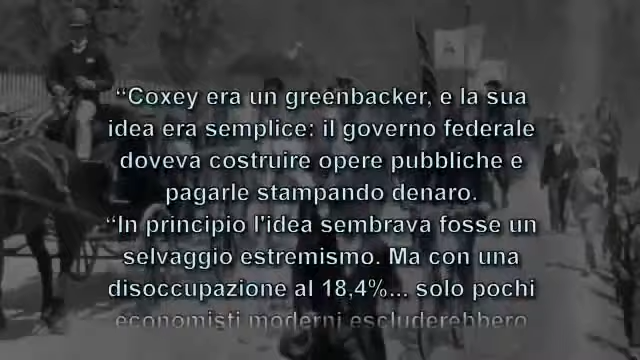 “Coxey era un greenbacker, e la sua
idea era semplice: il governo federale
doveva costruire opere pubbliche e
pagarle stampando denaro.
“In principio l'idea sembrava fosse un
selvaggio estremismo. Ma con una
disoccupazione al 18,4%... solo pochi
economisti moderni escluderebbero